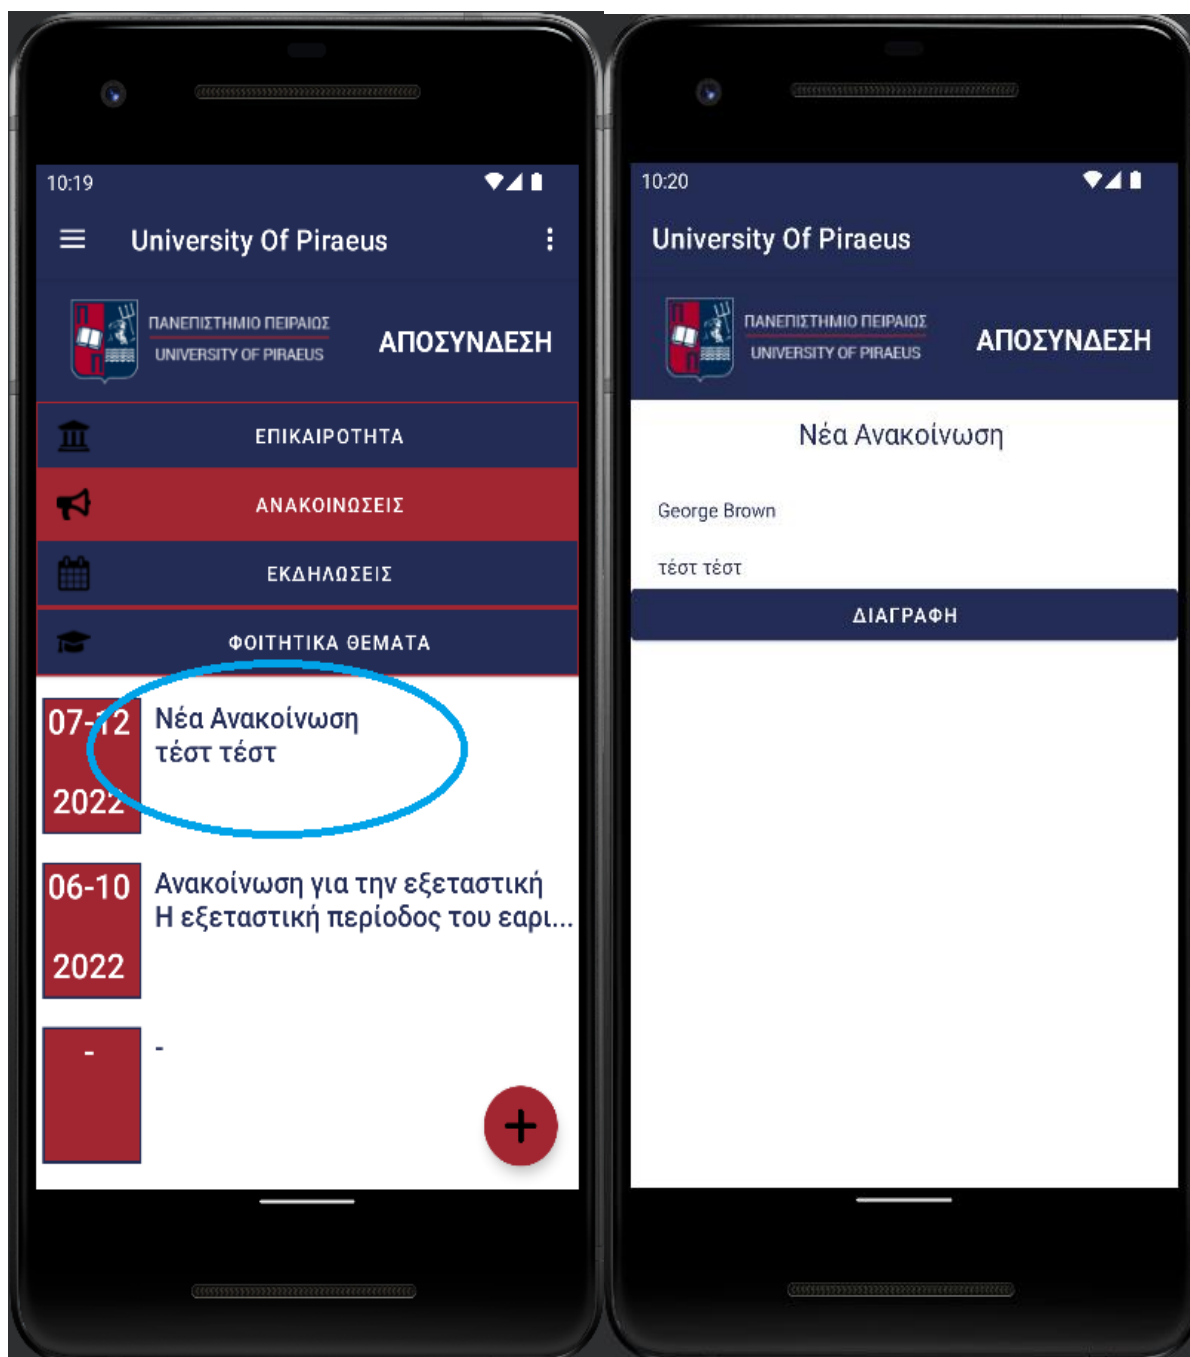 10:19
University Of Piraeus
ΠΑΝΕΠΙΣΤΗΜΙΟ ΠΕΙΡΑΙΩΣ
UNIVERSITY OF PIRAEUS
ΑΠΟΣΥΝΔΕΣΗ
ΕΠΙΚΑΙΡΟΤΗΤΑ
ΑΝΑΚΟΙΝΩΣΕΙΣ
ΕΚΔΗΛΩΣΕΙΣ
ΦΟΙΤΗΤΙΚΑ ΘΕΜΑΤΑ
07-12
2022
Νέα Ανακοίνωση
τέστ τέστ
06-10
2022
Ανακοίνωση για την εξεταστική
Η εξεταστική περίοδος του εαρι...
-
-
+
10:20
University Of Piraeus
ΠΑΝΕΠΙΣΤΗΜΙΟ ΠΕΙΡΑΙΩΣ
UNIVERSITY OF PIRAEUS
ΑΠΟΣΥΝΔΕΣΗ
Νέα Ανακοίνωση
George Brown
τέστ τέστ
ΔΙΑΓΡΑΦΗ